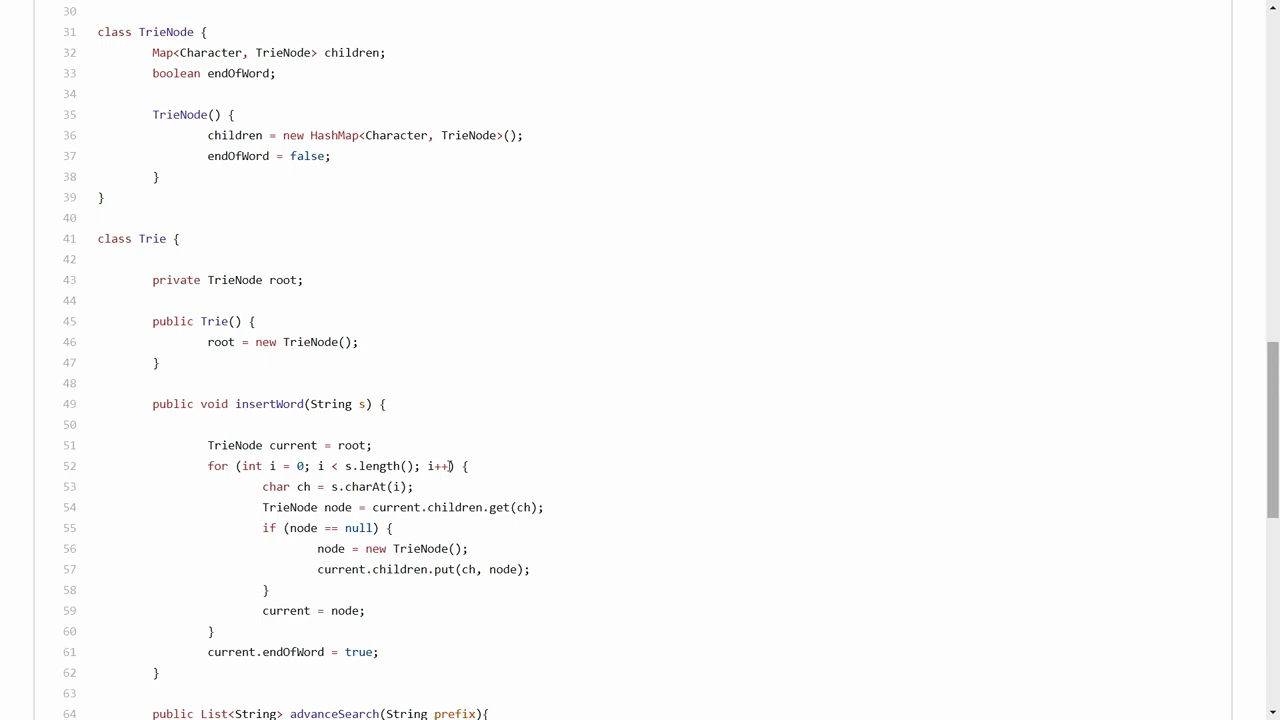 30
31 class TrieNode {
32 Map<Character, TrieNode> children;
33 boolean endOfWord;
34
35 TrieNode() {
36 children = new HashMap<Character, TrieNode>();
37 endOfWord = false;
38 }
39 }
40
41 class Trie {
42
43 private TrieNode root;
44
45 public Trie() {
46 root = new TrieNode();
47 }
48
49 public void insertWord(String s) {
50
51 TrieNode current = root;
52 for (int i = 0; i < s.length(); i++) {
53 char ch = s.charAt(i);
54 TrieNode node = current.children.get(ch);
55 if (node == null) {
56 node = new TrieNode();
57 current.children.put(ch, node);
58 }
59 current = node;
60 }
61 current.endOfWord = true;
62 }
63
64 public List<String> advanceSearch(String prefix){